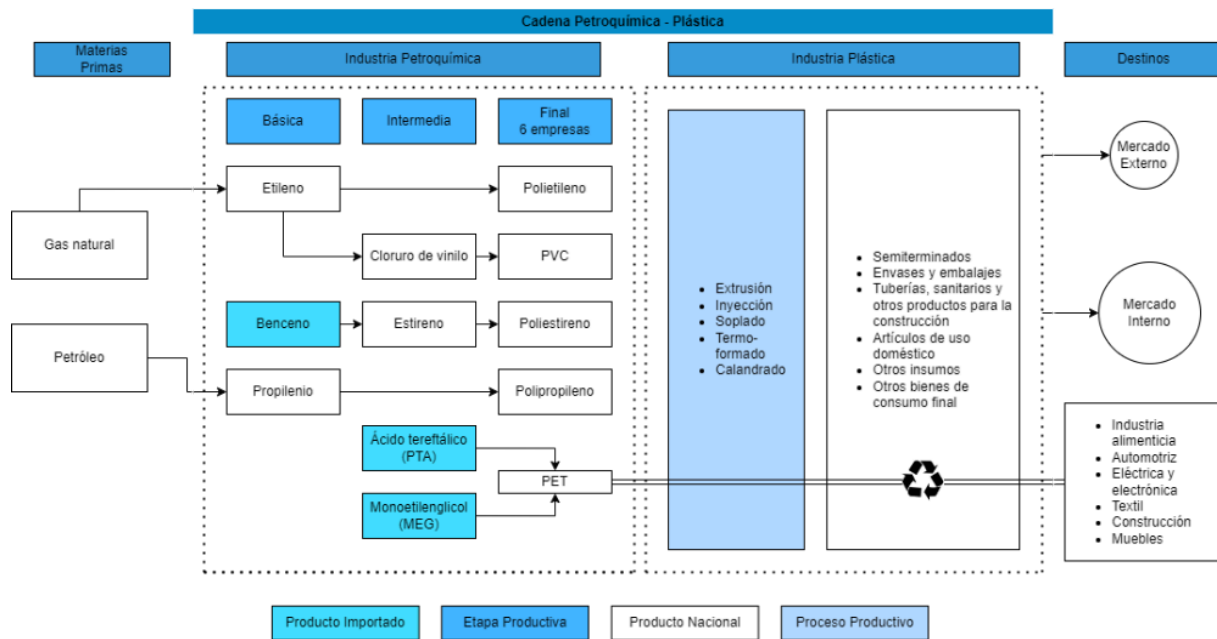 Cadena Petroquímica - Plástica
Materias
Primas
Industria Petroquímica
Industria Plástica
Destinos
Básica
Intermedia
Final
6 empresas
Etileno
Polietileno
Mercado
Externo
Gas natural
Cloruro de vinilo
PVC
Benceno
Estireno
Poliestireno
Petróleo
Propilenio
Polipropileno
Ácido tereftálico
(PTA)
PET
Monoetilenglicol
(MEG)
• Extrusión
• Inyección
• Soplado
• Termo-
formado
• Calandrado
• Semiterminados
• Envases y embalajes
• Tuberías, sanitarios y
otros productos para la
construcción
• Artículos de uso
doméstico
• Otros insumos
• Otros bienes de
consumo final
Mercado
Interno
• Industria
alimenticia
• Automotriz
• Eléctrica y
electrónica
• Textil
• Construcción
• Muebles
Producto Importado
Etapa Productiva
Producto Nacional
Proceso Productivo